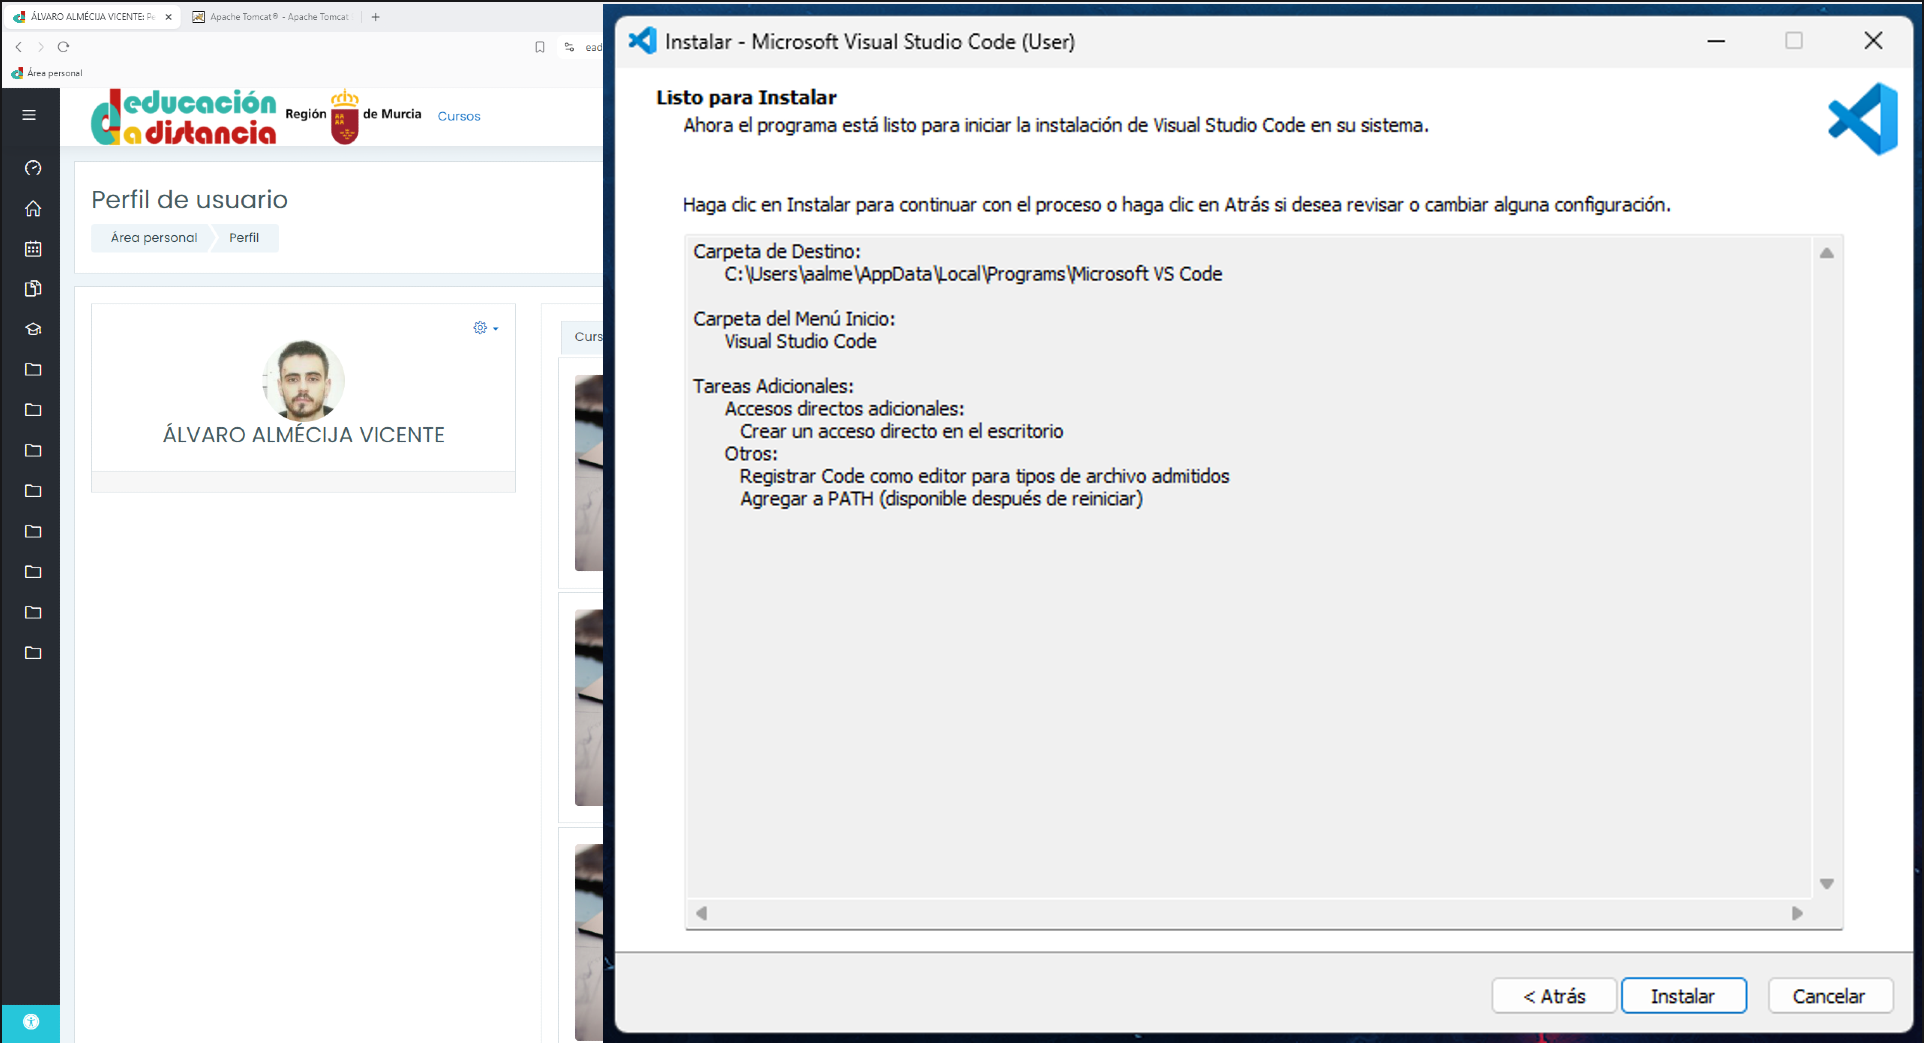 ÁLVARO ALMÉCIJA VICENTE: Pe
Apache Tomcat® - Apache Tomcat
ead
Área personal
educación
a distancia
Región de Murcia
Cursos
Perfil de usuario
Área personal
Perfil
ÁLVARO ALMÉCIJA VICENTE
Curs
Instalar - Microsoft Visual Studio Code (User)
Listo para Instalar
Ahora el programa está listo para iniciar la instalación de Visual Studio Code en su sistema.
Haga clic en Instalar para continuar con el proceso o haga clic en Atrás si desea revisar o cambiar alguna configuración.
Carpeta de Destino:
C:\Users\aalme\AppData\Local\Programs\Microsoft VS Code
Carpeta del Menú Inicio:
Visual Studio Code
Tareas Adicionales:
Accesos directos adicionales:
Crear un acceso directo en el escritorio
Otros:
Registrar Code como editor para tipos de archivo admitidos
Agregar a PATH (disponible después de reiniciar)
< Atrás
Instalar
Cancelar